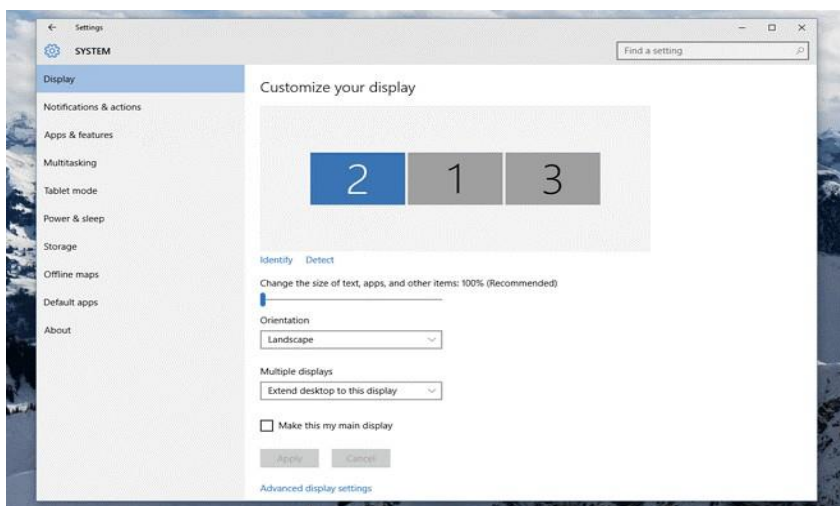 Settings
SYSTEM
Find a setting
Display
Notifications & actions
Apps & features
Multitasking
Tablet mode
Power & sleep
Storage
Offline maps
Default apps
About
Customize your display
2 1 3
Identify Detect
Change the size of text, apps, and other items: 100% (Recommended)
Orientation
Landscape
Multiple displays
Extend desktop to this display
Make this my main display
Apply Cancel
Advanced display settings